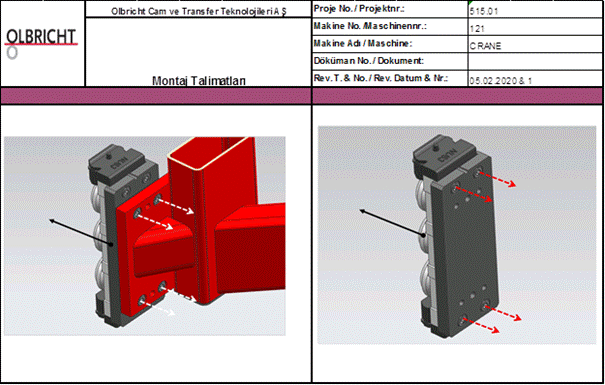 OLBRICHT
Olbricht Cam ve Transfer Teknolojileri A Ş
Montaj Talimatları
Proje No. / Projektnr.: 515.01
Makine No. /Maschinennr.: 121
Makine Adı / Maschine: CRANE
Döküman No. / Dokument:
Rev. T. & No. / Rev. Datum & Nr.: 05.02.2020 & 1